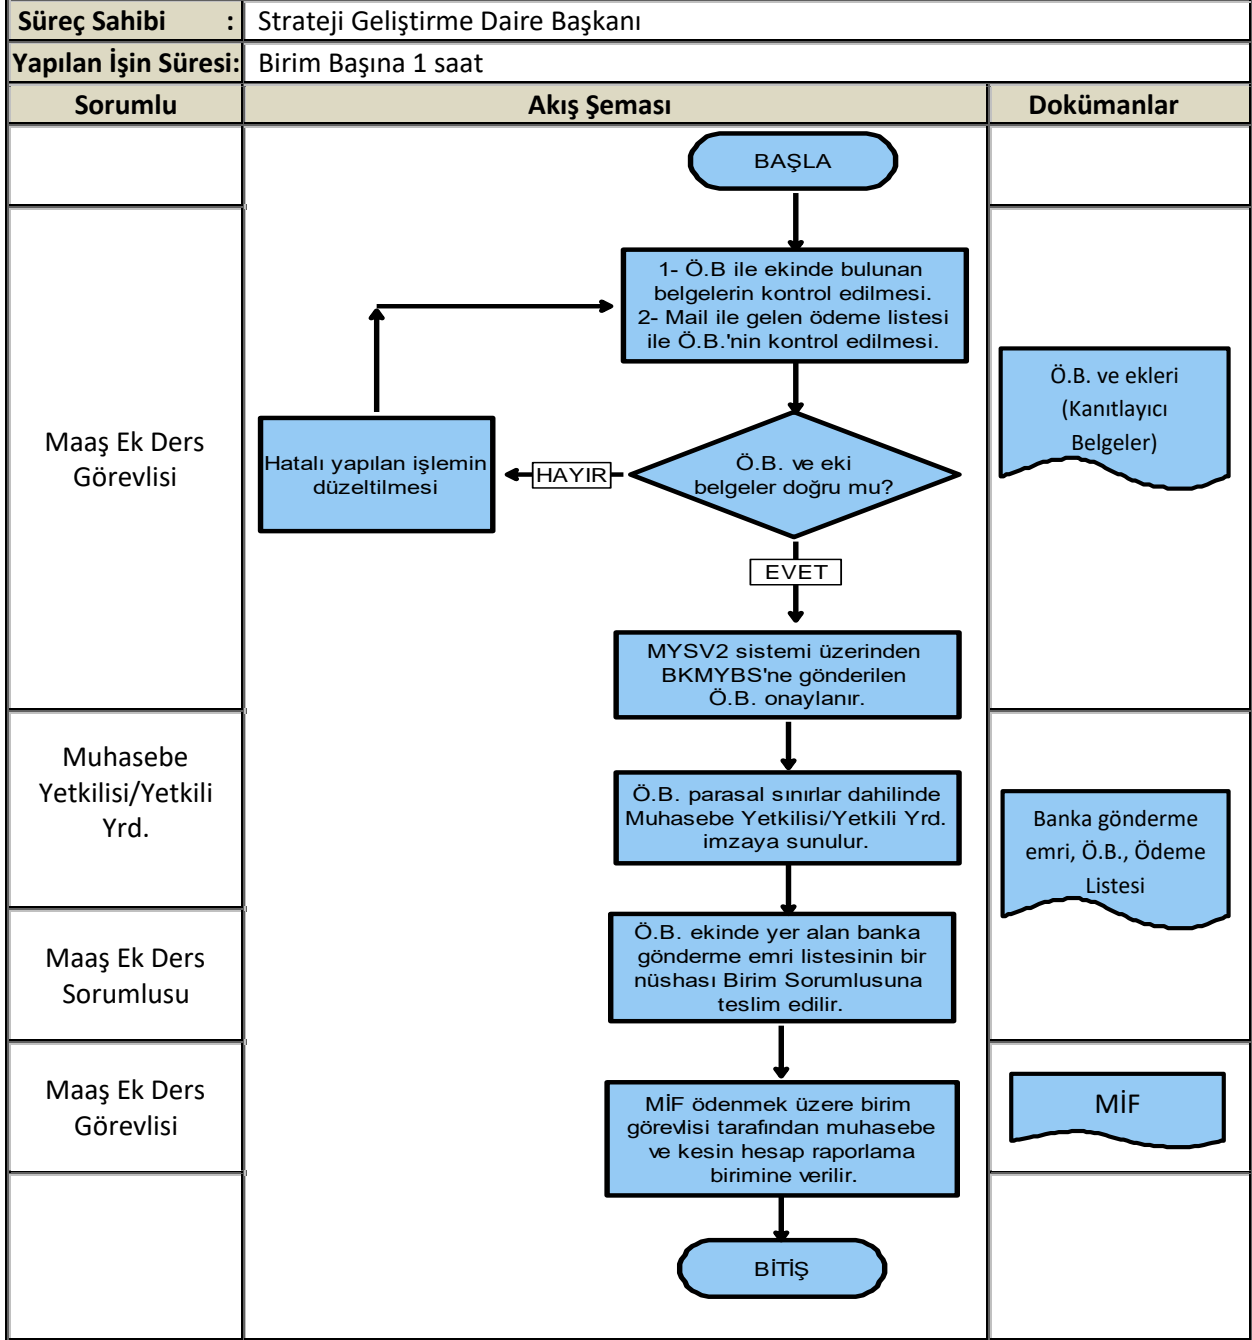 Süreç Sahibi : Strateji Geliştirme Daire Başkanı
Yapılan İşin Süresi: Birim Başına 1 saat
Sorumlu Akış Şeması Dokümanlar
BAŞLA
1- Ö.B ile ekinde bulunan
belgelerin kontrol edilmesi.
2- Mail ile gelen ödeme listesi
ile Ö.B.'nin kontrol edilmesi.
Ö.B. ve ekleri
(Kanıtlayıcı
Belgeler)
Maaş Ek Ders
Görevlisi
Hatalı yapılan işlemin
düzeltilmesi
HAYIR
Ö.B. ve eki
belgeler doğru mu?
EVET
MYSV2 sistemi üzerinden
BKMYBS'ne gönderilen
Ö.B. onaylanır.
Muhasebe
Yetkilisi/Yetkili
Yrd.
Ö.B. parasal sınırlar dahilinde
Muhasebe Yetkilisi/Yetkili Yrd.
imzaya sunulur.
Banka gönderme
emri, Ö.B., Ödeme
Listesi
Maaş Ek Ders
Sorumlusu
Ö.B. ekinde yer alan banka
gönderme emri listesinin bir
nüshası Birim Sorumlusuna
teslim edilir.
Maaş Ek Ders
Görevlisi
MİF ödenmek üzere birim
görevlisi tarafından muhasebe
ve kesin hesap raporlama
birimine verilir.
MİF
BİTİŞ